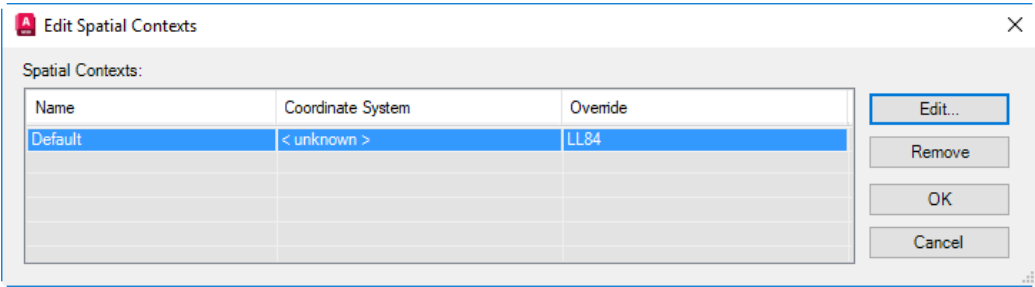 Edit Spatial Contexts
Spatial Contexts:
Name Coordinate System Override
Default < unknown > LL84
Edit...
Remove
OK
Cancel